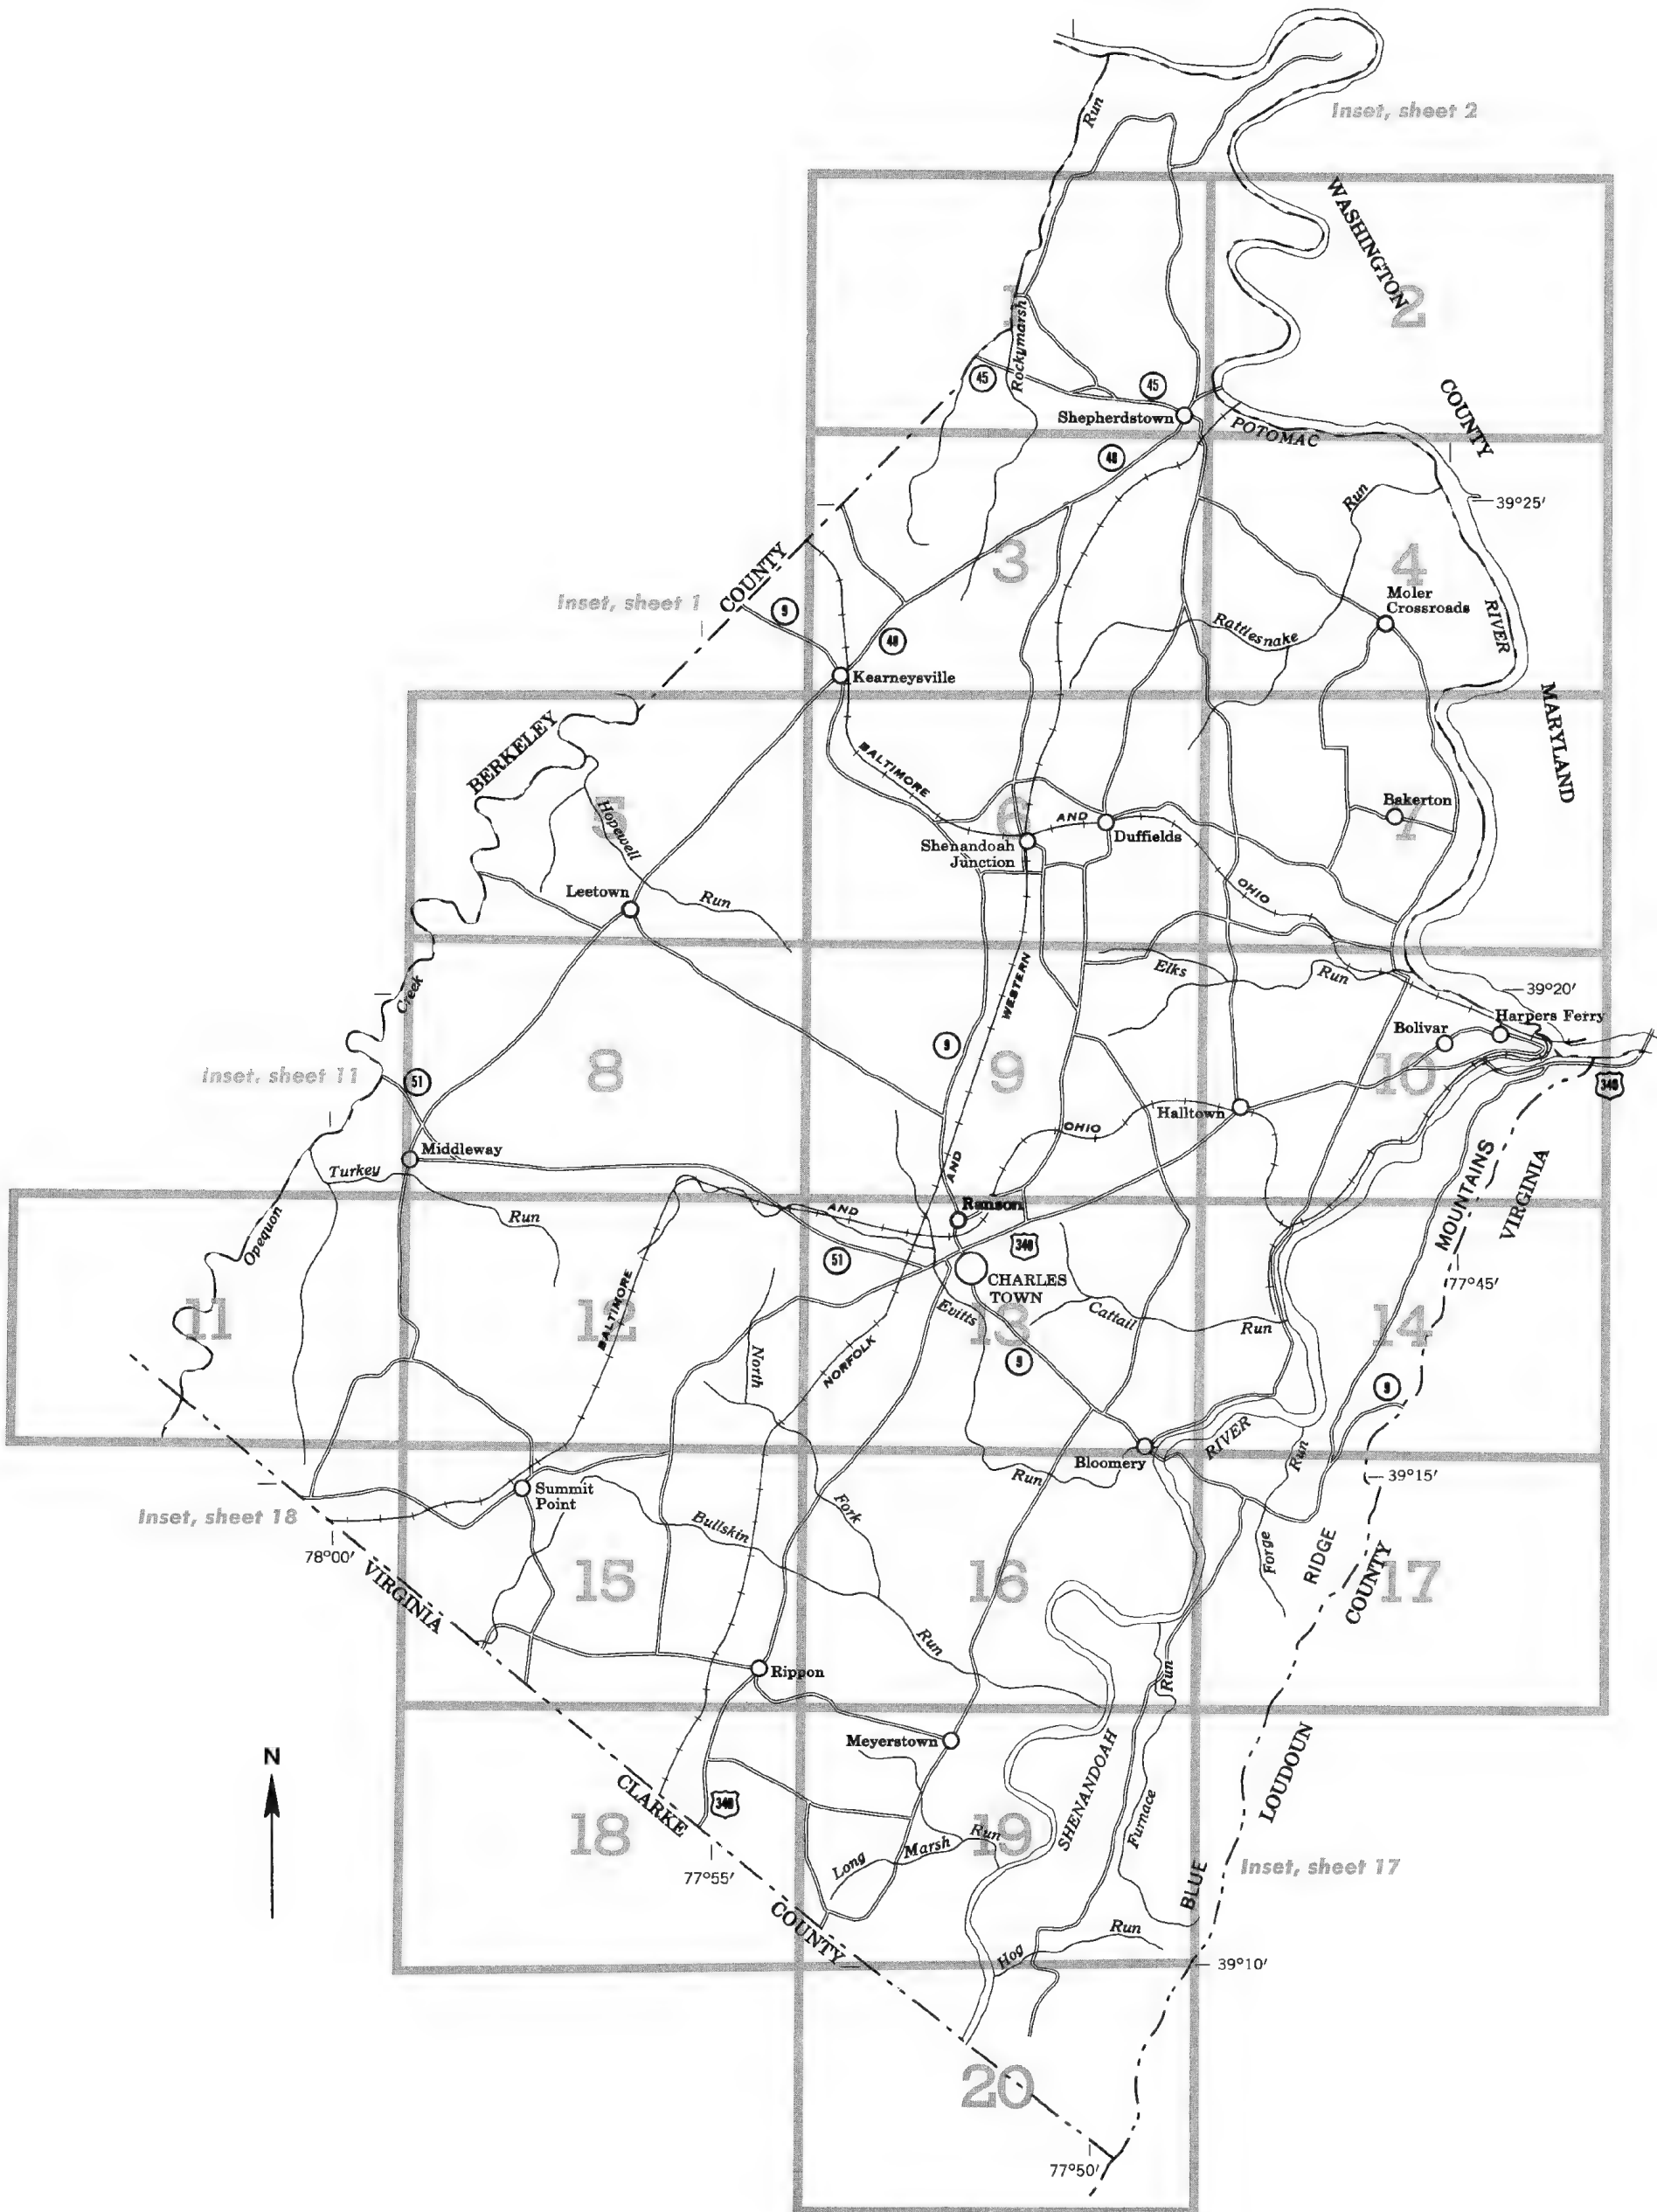 Run
Inset, sheet 2
WASHINGTON
1
2
Rockymarsh
45
45
Shepherdstown
POTOMAC
COUNTY
48
Run
39°25'
COUNTY
3
4
Moler
Crossroads
Inset, sheet 1
9
48
Rattlesnake
RIVER
Kearneysville
MARYLAND
BERKELEY
BALTIMORE
5
Hopewell
6
AND
Bakerton
7
Duffields
Shenandoah
Junction
OHIO
Leetown
Run
Creek
WESTERN
Elks
Run
39°20'
Harpers Ferry
Bolivar
9
Inset, sheet 11
51
8
9
10
340
Halltown
OHIO
Middleway
AND
MOUNTAINS
VIRGINIA
Turkey
Run
AND
Ranson
340
Opequon
51
CHARLES
TOWN
77°45'
11
12
BALTIMORE
Evitts
13
Cattail
Run
14
North
NORFOLK
9
9
RIVER
Run
Bloomery
Run
39°15'
Summit
Point
Inset, sheet 18
Fork
Bullskin
78°00'
VIRGINIA
Forge
RIDGE
COUNTY
15
16
17
Run
Rippon
Run
Meyerstown
SHENANDOAH
LOUDOUN
N
CLARKE
340
18
19
Furnace
Run
Marsh
Long
77°55'
Inset, sheet 17
BLUE
COUNTY
Run
Hog
39°10'
20
77°50'